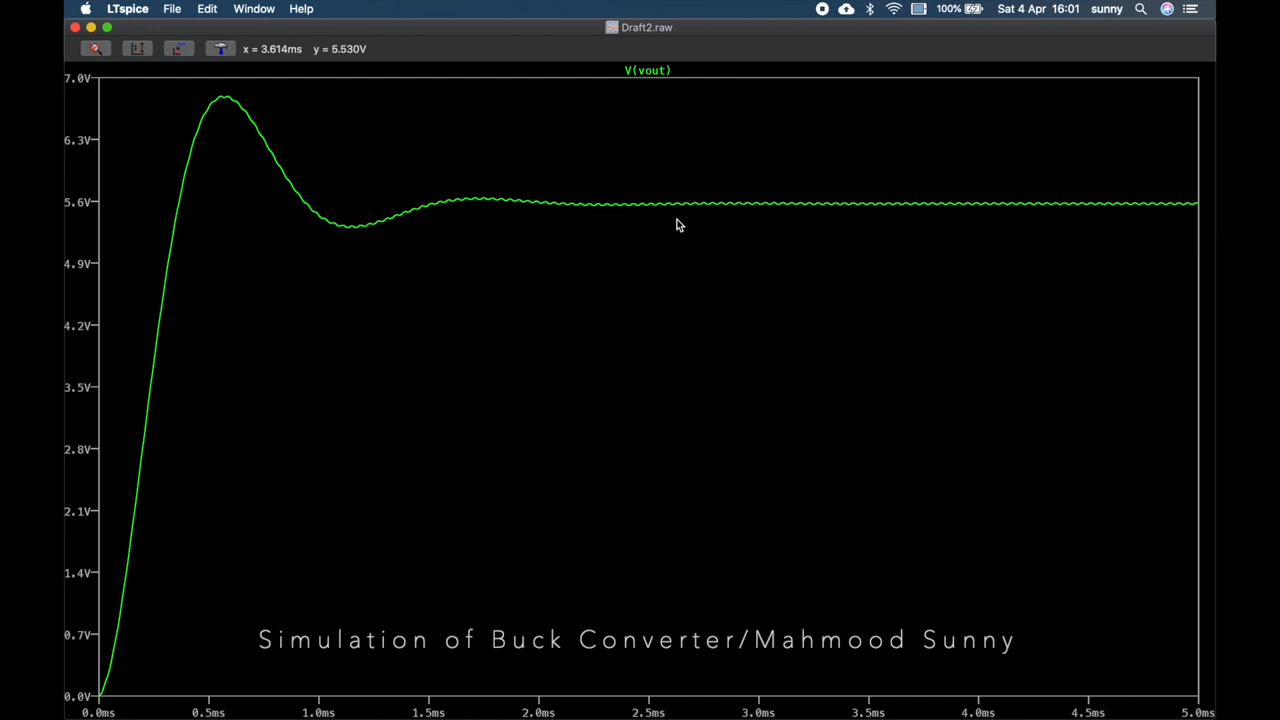 LTspice File Edit Window Help 100% Sat 4 Apr 16:01 sunny
Draft2.raw
x = 3.614ms y = 5.530V
V(vout)
7.0V
6.3V
5.6V
4.9V
4.2V
3.5V
2.8V
2.1V
1.4V
0.7V
0.0V
Simulation of Buck Converter/Mahmood Sunny
0.0ms 0.5ms 1.0ms 1.5ms 2.0ms 2.5ms 3.0ms 3.5ms 4.0ms 4.5ms 5.0ms